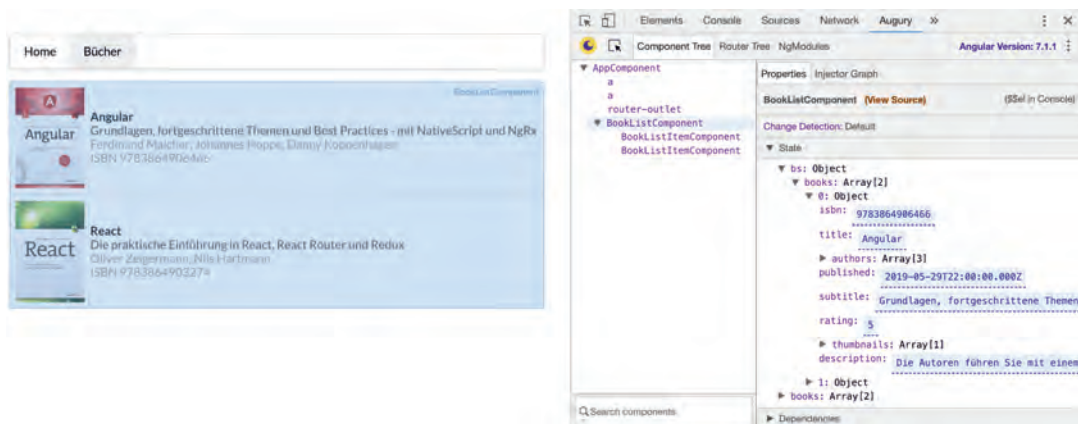 Home Bücher
BookListComponent
Angular
Angular
Grundlagen, fortgeschrittene Themen und Best Practices - mit NativeScript und NgRx
Ferdinand Malcher, Johannes Hoppe, Danny Koppenhagen
ISBN 9783864906466
React
React
Die praktische Einführung in React, React Router und Redux
Oliver Zeigermann, Nils Hartmann
ISBN 9783864903274
Elements Console Sources Network Augury »
Component Tree Router Tree NgModules Angular Version: 7.1.1
▼ AppComponent
a
a
router-outlet
▼ BookListComponent
BookListItemComponent
BookListItemComponent
Search components
Properties Injector Graph
BookListComponent (View Source) ($$el in Console)
Change Detection: Default
▼ State
▼ bs: Object
▼ books: Array[2]
▼ 0: Object
isbn: 9783864906466
title: Angular
▶ authors: Array[3]
published: 2019-05-29T22:00:00.000Z
subtitle: Grundlagen, fortgeschrittene Themen
rating: 5
▶ thumbnails: Array[1]
description: Die Autoren führen Sie mit einem
▶ 1: Object
▶ books: Array[2]
▶ Dependencies